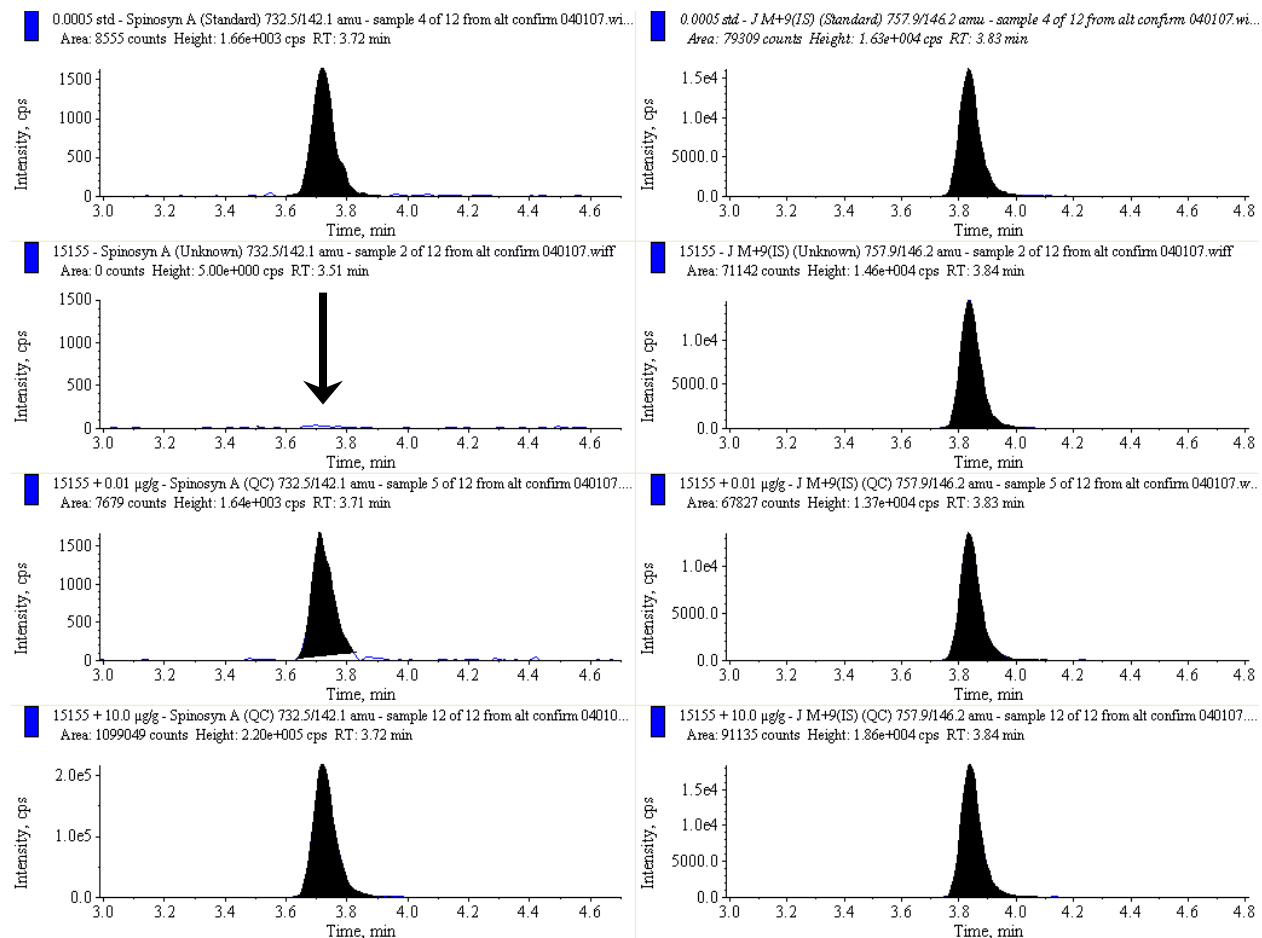 0.0005 std - Spinosyn A (Standard) 732.5/142.1 amu - sample 4 of 12 from alt confirm 040107.wi...
Area: 8555 counts Height: 1.66e+003 cps RT: 3.72 min
Intensity, cps
1500
1000
500
0
3.0 3.2 3.4 3.6 3.8 4.0 4.2 4.4 4.6
Time, min
0.0005 std - J M+9(IS) (Standard) 757.9/146.2 amu - sample 4 of 12 from alt confirm 040107.wi...
Area: 79309 counts Height: 1.63e+004 cps RT: 3.83 min
Intensity, cps
1.5e4
1.0e4
5000.0
0.0
3.0 3.2 3.4 3.6 3.8 4.0 4.2 4.4 4.6 4.8
Time, min
15155 - Spinosyn A (Unknown) 732.5/142.1 amu - sample 2 of 12 from alt confirm 040107.wiff
Area: 0 counts Height: 5.00e+000 cps RT: 3.51 min
Intensity, cps
1500
1000
500
0
3.0 3.2 3.4 3.6 3.8 4.0 4.2 4.4 4.6
Time, min
15155 - J M+9(IS) (Unknown) 757.9/146.2 amu - sample 2 of 12 from alt confirm 040107.wiff
Area: 71142 counts Height: 1.46e+004 cps RT: 3.84 min
Intensity, cps
1.0e4
5000.0
0.0
3.0 3.2 3.4 3.6 3.8 4.0 4.2 4.4 4.6 4.8
Time, min
15155 + 0.01 µg/g - Spinosyn A (QC) 732.5/142.1 amu - sample 5 of 12 from alt confirm 040107....
Area: 7679 counts Height: 1.64e+003 cps RT: 3.71 min
Intensity, cps
1500
1000
500
0
3.0 3.2 3.4 3.6 3.8 4.0 4.2 4.4 4.6
Time, min
15155 + 0.01 µg/g - J M+9(IS) (QC) 757.9/146.2 amu - sample 5 of 12 from alt confirm 040107.w...
Area: 67827 counts Height: 1.37e+004 cps RT: 3.83 min
Intensity, cps
1.0e4
5000.0
0.0
3.0 3.2 3.4 3.6 3.8 4.0 4.2 4.4 4.6 4.8
Time, min
15155 + 10.0 µg/g - Spinosyn A (QC) 732.5/142.1 amu - sample 12 of 12 from alt confirm 04010...
Area: 1099049 counts Height: 2.20e+005 cps RT: 3.72 min
Intensity, cps
2.0e5
1.0e5
0.0
3.0 3.2 3.4 3.6 3.8 4.0 4.2 4.4 4.6
Time, min
15155 + 10.0 µg/g - J M+9(IS) (QC) 757.9/146.2 amu - sample 12 of 12 from alt confirm 040107....
Area: 91135 counts Height: 1.86e+004 cps RT: 3.84 min
Intensity, cps
1.5e4
1.0e4
5000.0
0.0
3.0 3.2 3.4 3.6 3.8 4.0 4.2 4.4 4.6 4.8
Time, min